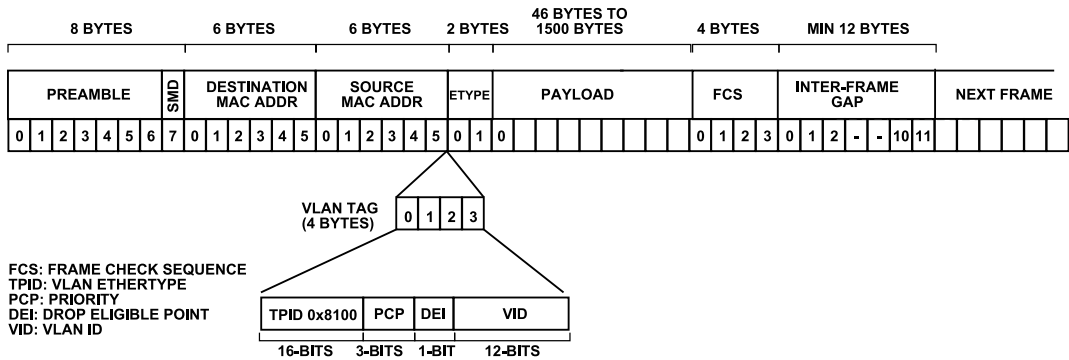 46 BYTES TO
8 BYTES 6 BYTES 6 BYTES 2 BYTES 1500 BYTES 4 BYTES MIN 12 BYTES
PREAMBLE SMD DESTINATION MAC ADDR SOURCE MAC ADDR ETYPE PAYLOAD FCS INTER-FRAME GAP NEXT FRAME
0 1 2 3 4 5 6 7 0 1 2 3 4 5 0 1 2 3 4 5 0 1 0 0 1 2 3 0 1 2 - - 10 11
VLAN TAG
(4 BYTES)
0 1 2 3
FCS: FRAME CHECK SEQUENCE
TPID: VLAN ETHERTYPE
PCP: PRIORITY
DEI: DROP ELIGIBLE POINT
VID: VLAN ID
TPID 0x8100 PCP DEI VID
16-BITS 3-BITS 1-BIT 12-BITS